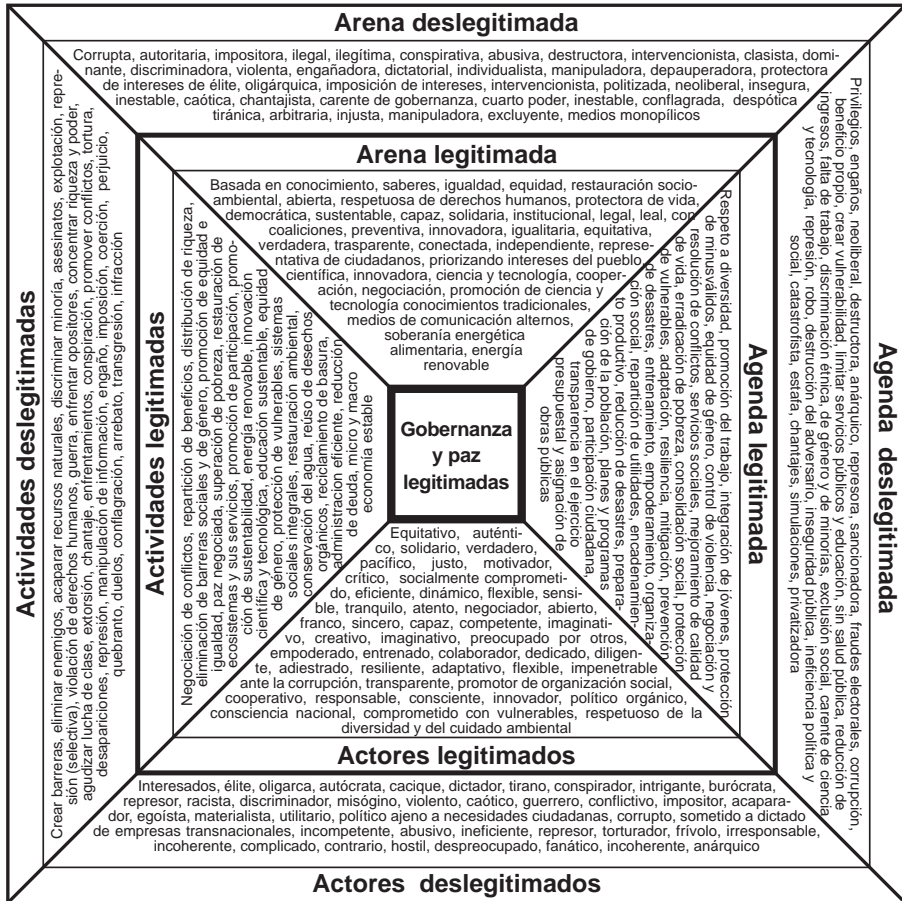 Arena deslegitimada
Corrupta, autoritaria, impositora, ilegal, ilegítima, conspirativa, abusiva, destructora, intervencionista, clasista, domi-
nante, discriminadora, violenta, engañadora, dictatorial, individualista, manipuladora, depauperadora, protectora
de intereses de élite, oligárquica, imposición de intereses, intervencionista, politizada, neoliberal, insegura,
inestable, caótica, chantajista, carente de gobernanza, cuarto poder, inestable, conflagrada, despótica
tiránica, arbitraria, injusta, manipuladora, excluyente, medios monopílicos
Arena legitimada
Basada en conocimiento, saberes, igualdad, equidad, restauración socio-
ambiental, abierta, respetuosa de derechos humanos, protectora de vida,
democrática, sustentable, capaz, solidaria, institucional, legal, leal, con
coaliciones, preventiva, innovadora, igualitaria, equitativa,
verdadera, trasparente, conectada, independiente, represe-
ntativa de ciudadanos, priorizando intereses del pueblo,
científica, innovadora, ciencia y tecnología, cooper-
ación, negociación, promoción de ciencia y
tecnología conocimientos tradicionales,
medios de comunicación alternos,
soberanía energética
alimentaria, energía
renovable
Actividades deslegitimadas
Crear barreras, eliminar enemigos, acaparar recursos naturales, discriminar minoría, asesinatos, explotación, repre-
sión (selectiva), violación de derechos humanos, guerra, enfrentar opositores, concentrar riqueza y poder,
agudizar lucha de clase, extorsión, chantaje, enfrentamientos, conspiración, promover conflictos, tortura,
desapariciones, represión, manipulación de información, engaño, imposición, coerción, perjuicio,
quebranto, duelos, conflagración, arrebato, transgresión, infracción
Actividades legitimadas
Negociación de conflictos, repartición de beneficios, distribución de riqueza,
eliminación de barreras sociales y de género, promoción de equidad e
igualdad, paz negociada, superación de pobreza, restauración de
ecosistemas y sus servicios, promoción de participación, promo-
ción de sustentabilidad, energía renovable, innovación
científica y tecnológica, educación sustentable, equidad
de género, protección de vulnerables, sistemas
sociales integrales, restauración ambiental,
conservación del agua, reúso de desechos
orgánicos, reciclamiento de basura,
administración eficiente, reducción
de deuda, micro y macro
economía estable
Gobernanza
y paz
legitimadas
Respeto a diversidad, promoción del trabajo, integración de jóvenes, protección
de minusválidos, equidad de género, control de violencia, negociación y
resolución de conflictos, servicios sociales, mejoramiento de calidad
de vida, erradicación de pobreza, consolidación social, protección
de vulnerables, adaptación, resiliencia, mitigación, prevención
de desastres, entrenamiento, empoderamiento, organiza-
ción social, repartición de utilidades, encadenamien-
to productivo, reducción de desastres, prepara-
ción de la población, planes y programas
de gobierno, participación ciudadana,
transparencia en el ejercicio
presupuestal y asignación de
obras públicas
Agenda legitimada
Privilegios, engaños, neoliberal, destructora, anárquico, represora, sancionadora, fraudes electorales, corrupción,
beneficio propio, crear vulnerabilidad, limitar servicios públicos y educación, sin salud pública, reducción de
ingresos, falta de trabajo, discriminación étnica, de género y de minorías, exclusión social, carente de ciencia
y tecnología, represión, robo, destrucción del adversario, inseguridad pública, ineficiencia política y
social, catastrofista, estafa, chantajes, simulaciones, privatizadora
Agenda deslegitimada
Equitativo, auténti-
co, solidario, verdadero,
pacífico, justo, motivador,
crítico, socialmente comprometi-
do, eficiente, dinámico, flexible, sensi-
ble, tranquilo, atento, negociador, abierto,
franco, sincero, capaz, competente, imaginati-
vo, creativo, imaginativo, preocupado por otros,
empoderado, entrenado, colaborador, dedicado, diligen-
te, adiestrado, resiliente, adaptativo, flexible, impenetrable
ante la corrupción, transparente, promotor de organización social,
cooperativo, responsable, consciente, innovador, político orgánico,
consciencia nacional, comprometido con vulnerables, respetuoso de la
diversidad y del cuidado ambiental
Actores legitimados
Interesados, élite, oligarca, autócrata, cacique, dictador, tirano, conspirador, intrigante, burócrata,
represor, racista, discriminador, misógino, violento, caótico, guerrero, conflictivo, impositor, acapara-
dor, egoísta, materialista, utilitario, político ajeno a necesidades ciudadanas, corrupto, sometido a dictado
de empresas transnacionales, incompetente, abusivo, ineficiente, represor, torturador, frívolo, irresponsable,
incoherente, complicado, contrario, hostil, despreocupado, fanático, incoherente, anárquico
Actores deslegitimados